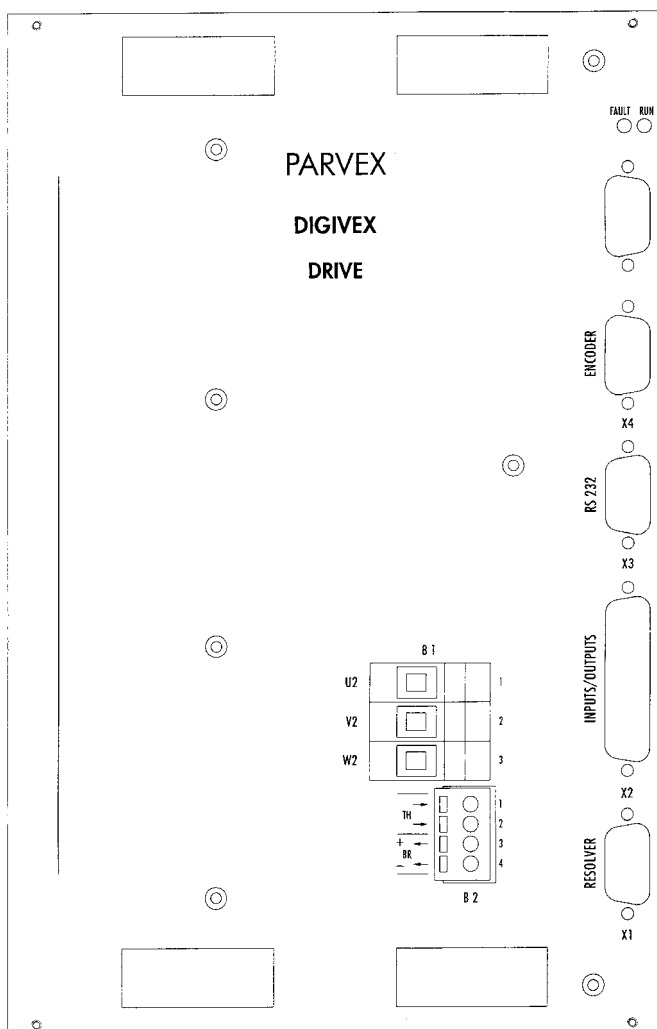 FAULT RUN
PARVEX
DIGIVEX
DRIVE
ENCODER
X4
RS 232
X3
B 1
U2 1
V2 2
W2 3
INPUTS/OUTPUTS
X2
TH
1
2
+ 3
BR
- 4
B 2
RESOLVER
X1